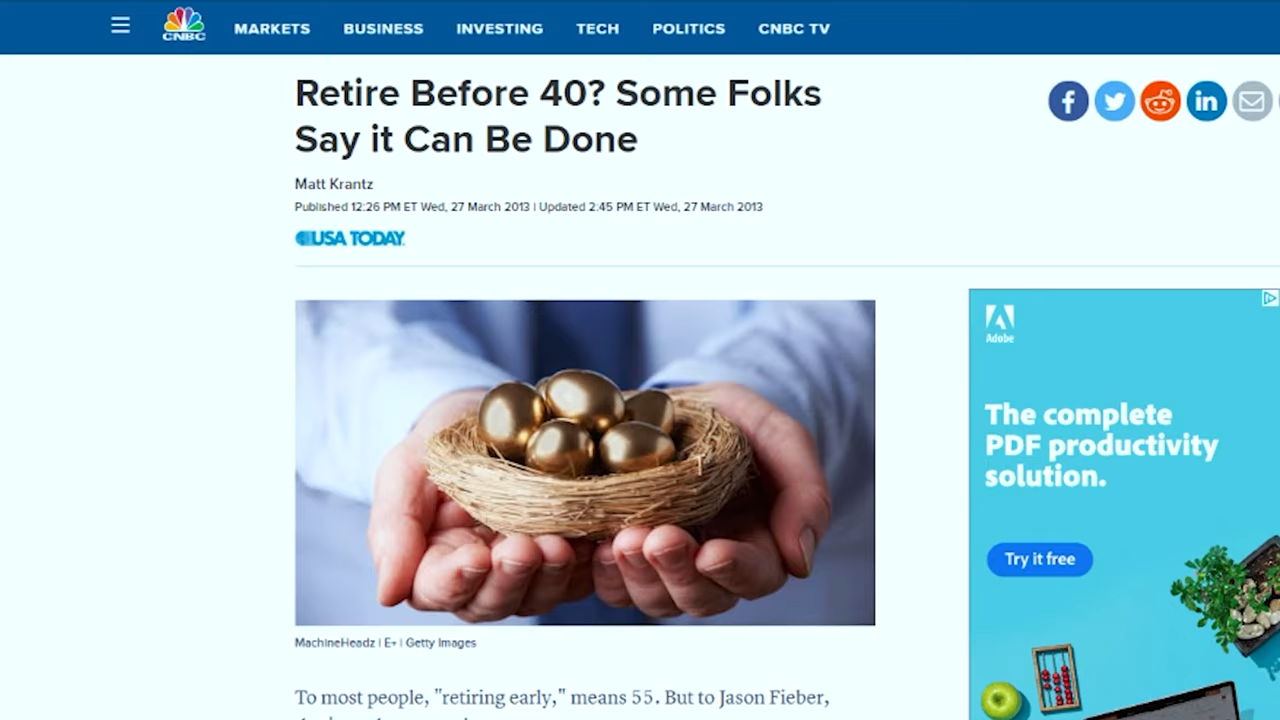 CNBC MARKETS BUSINESS INVESTING TECH POLITICS CNBC TV
Retire Before 40? Some Folks
Say it Can Be Done
Matt Krantz
Published 12:26 PM ET Wed, 27 March 2013 | Updated 2:45 PM ET Wed, 27 March 2013
USA TODAY
f in
Adobe
The complete
PDF productivity
solution.
Try it free
MachineHeadz | E+ | Getty Images
To most people, "retiring early," means 55. But to Jason Fieber,